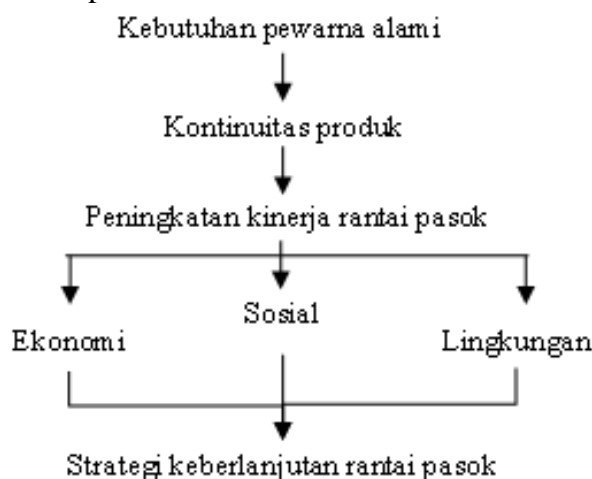 Kebutuhan pewarna alami
Kontinuitas produk
Peningkatan kinerja rantai pasok
Sosial
Ekonomi
Lingkungan
Strategi keberlanjutan rantai pasok